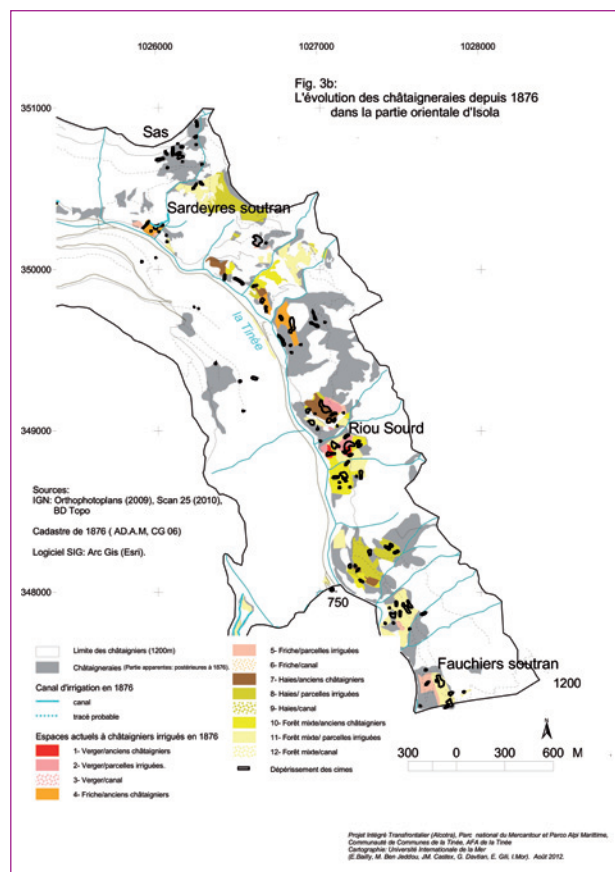 1026000
1027000
1028000
Fig. 3b:
L'évolution des châtaigneraies depuis 1876
dans la partie orientale d'Isola
351000
Sas
Sardeyres soutran
350000
la Tinée
349000
Riou Sourd
Sources:
IGN: Orthophotoplans (2009), Scan 25 (2010),
BD Topo
Cadastre de 1876 ( AD.A.M, CG 06)
Logiciel SIG: Arc Gis (Esri).
348000
750
Fauchiers soutran
1200
Limite des châtaigniers (1200m)
Châtaigneraies (Partie apparentes: postérieures à 1876).
Canal d'irrigation en 1876
canal
tracé probable
Espaces actuels à châtaigniers irrigués en 1876
1- Verger/anciens châtaigniers
2- Verger/parcelles irriguées.
3- Verger/canal
4- Friche/anciens châtaigniers
5- Friche/parcelles irriguées
6- Friche/canal
7- Haies/anciens châtaigniers
8- Haies/ parcelles irriguées
9- Haies/canal
10- Forêt mixte/anciens châtaigniers
11- Forêt mixte/ parcelles irriguées
12- Forêt mixte/canal
Dépérissement des cimes
N
300 0 300 600 M
Projet Intégré Transfrontalier (Alcotra), Parc national du Mercantour et Parco Alpi Marittime,
Communauté de Communes de la Tinée, AFA de la Tinée
Cartographie: Université Internationale de la Mer
(E.Bailly, M. Ben Jeddou, JM. Castex, G. Davtian, E. Gili, I.Mor). Août 2012.